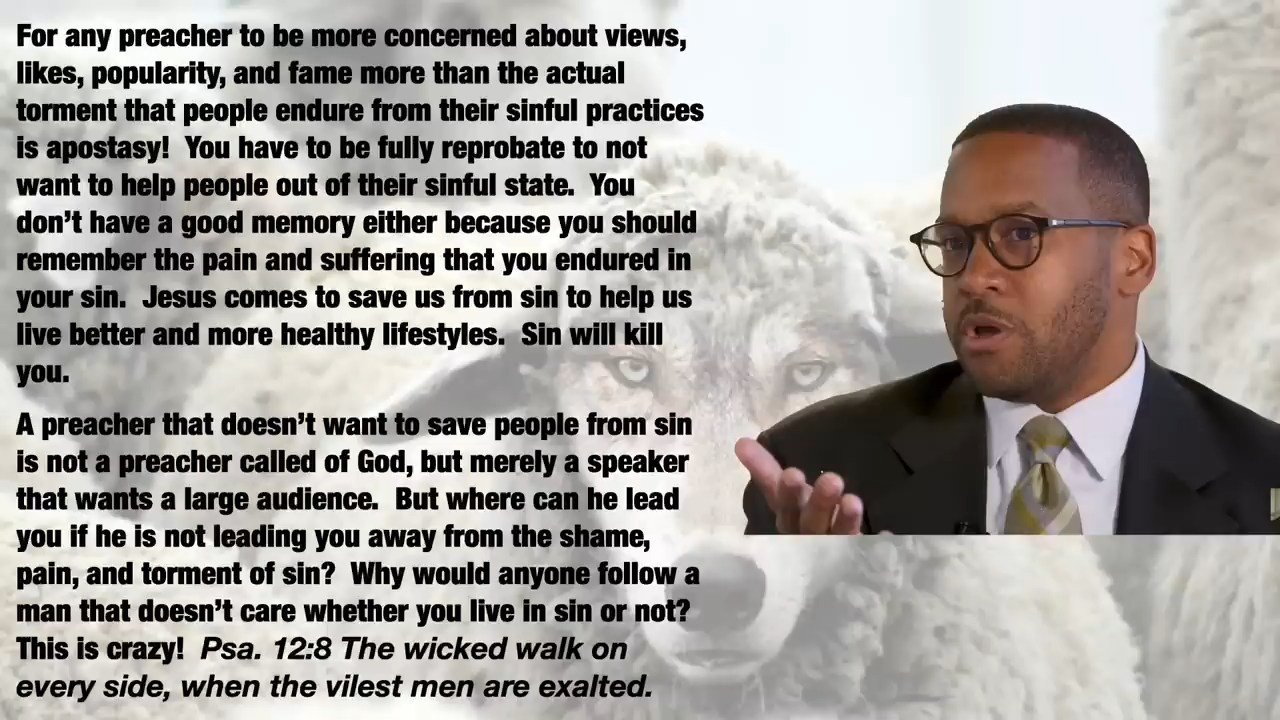 For any preacher to be more concerned about views,
likes, popularity, and fame more than the actual
torment that people endure from their sinful practices
is apostasy!  You have to be fully reprobate to not
want to help people out of their sinful state.  You
don’t have a good memory either because you should
remember the pain and suffering that you endured in
your sin.  Jesus comes to save us from sin to help us
live better and more healthy lifestyles.  Sin will kill
you.
A preacher that doesn’t want to save people from sin
is not a preacher called of God, but merely a speaker
that wants a large audience.  But where can he lead
you if he is not leading you away from the shame,
pain, and torment of sin?  Why would anyone follow a
man that doesn’t care whether you live in sin or not?
This is crazy!  Psa. 12:8 The wicked walk on
every side, when the vilest men are exalted.